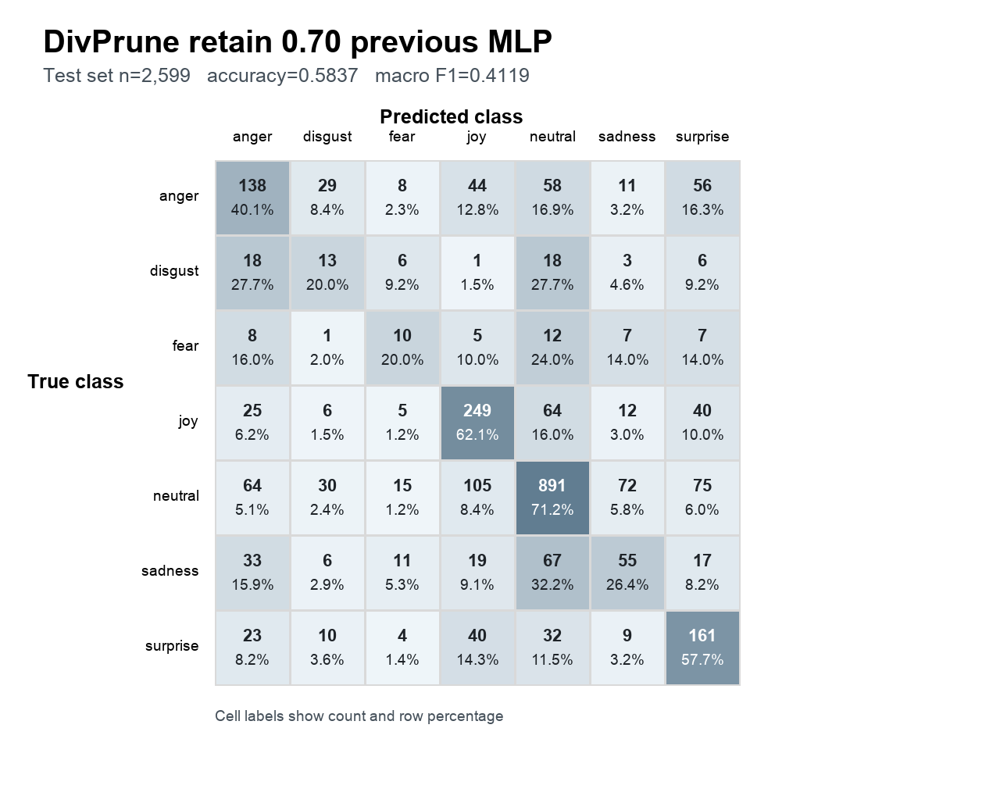 DivPrune retain 0.70 previous MLP
Test set n=2,599 accuracy=0.5837 macro F1=0.4119
Predicted class
anger disgust fear joy neutral sadness surprise
anger 138 29 8 44 58 11 56
40.1% 8.4% 2.3% 12.8% 16.9% 3.2% 16.3%
disgust 18 13 6 1 18 3 6
27.7% 20.0% 9.2% 1.5% 27.7% 4.6% 9.2%
fear 8 1 10 5 12 7 7
16.0% 2.0% 20.0% 10.0% 24.0% 14.0% 14.0%
True class
joy 25 6 5 249 64 12 40
6.2% 1.5% 1.2% 62.1% 16.0% 3.0% 10.0%
neutral 64 30 15 105 891 72 75
5.1% 2.4% 1.2% 8.4% 71.2% 5.8% 6.0%
sadness 33 6 11 19 67 55 17
15.9% 2.9% 5.3% 9.1% 32.2% 26.4% 8.2%
surprise 23 10 4 40 32 9 161
8.2% 3.6% 1.4% 14.3% 11.5% 3.2% 57.7%
Cell labels show count and row percentage